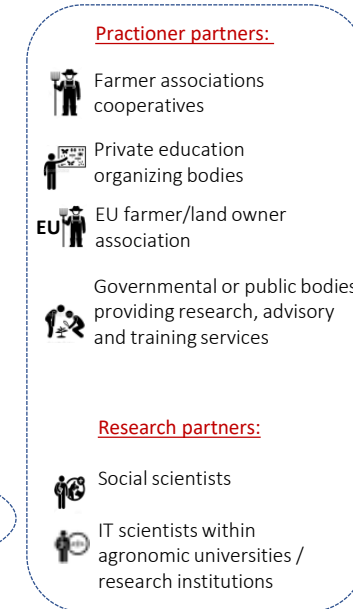 Practioner partners:
Farmer associations
cooperatives
Private education
organizing bodies
EU
EU farmer/land owner
association
Governmental or public bodies
providing research, advisory
and training services
Research partners:
Social scientists
IT scientists within
agronomic universities /
research institutions